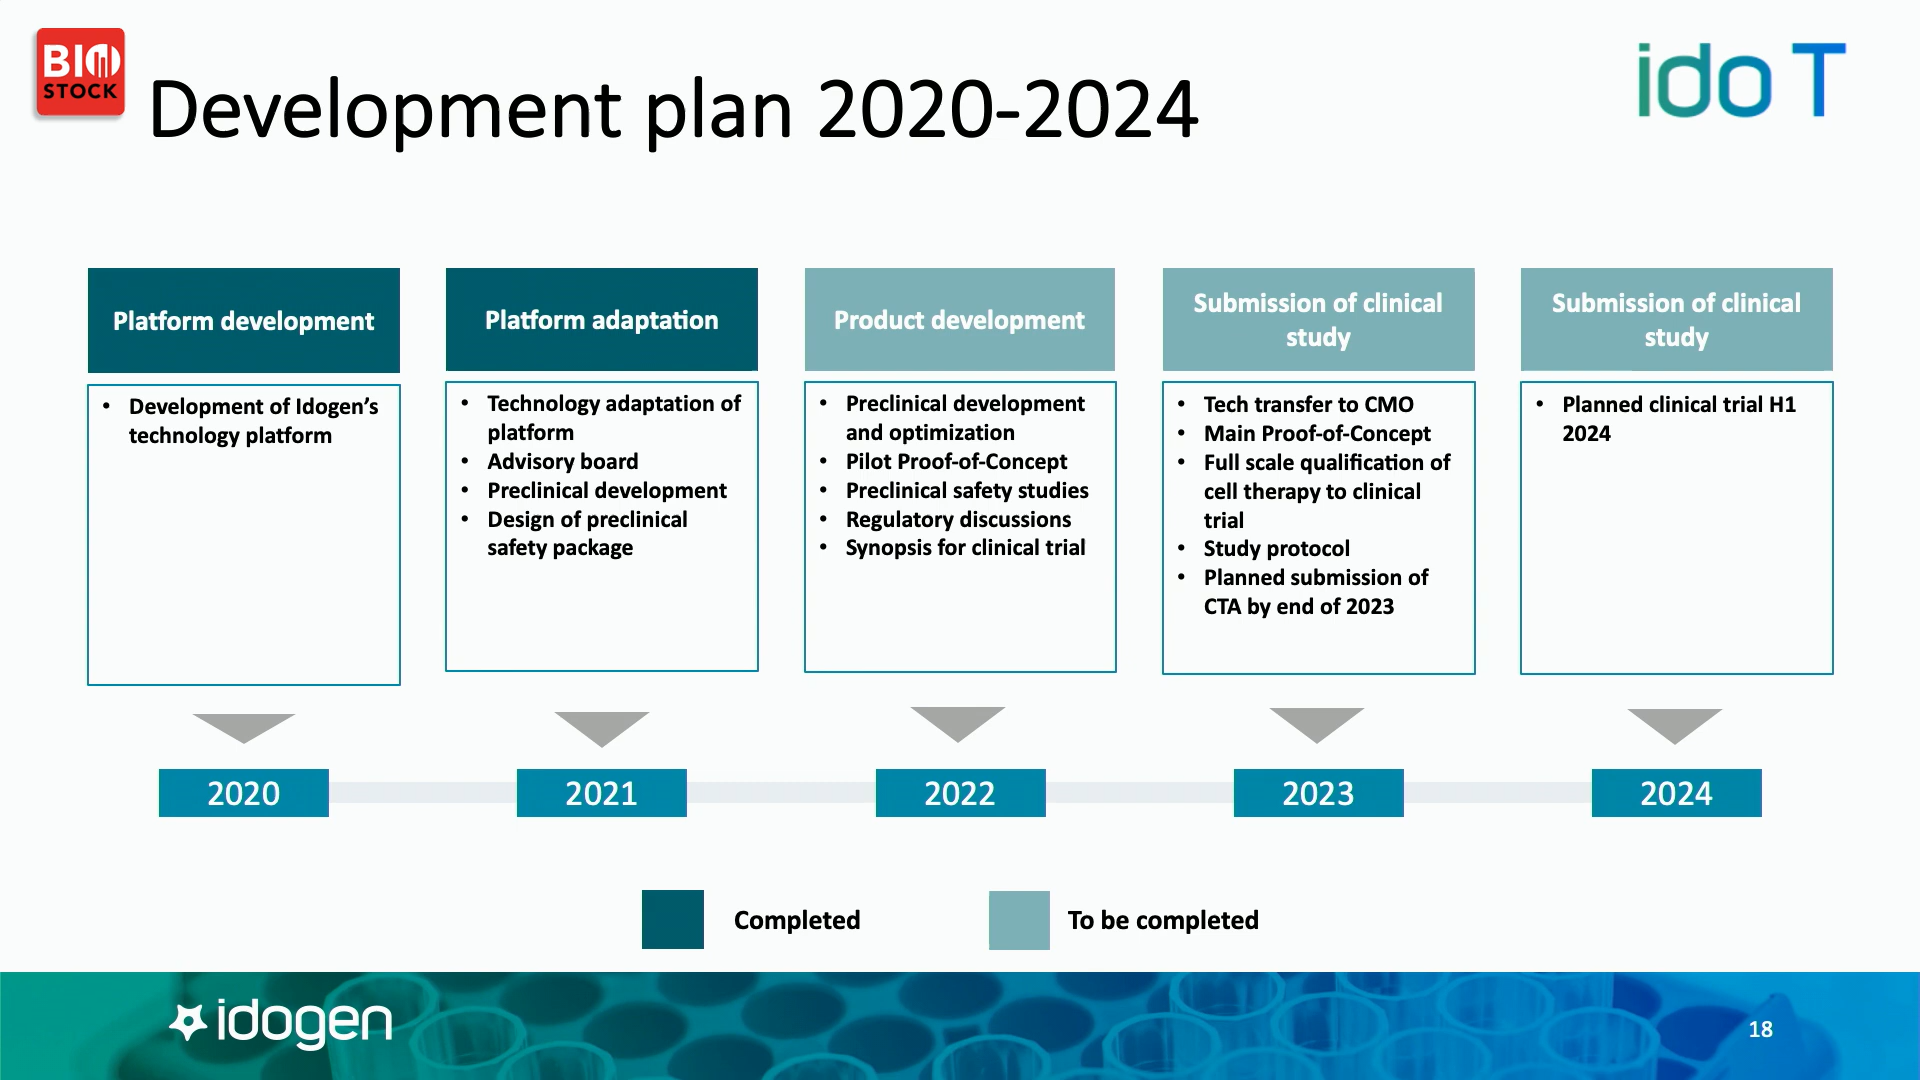 BIO
STOCK
Development plan 2020-2024
ido T
Platform development
• Development of Idogen’s
technology platform
Platform adaptation
• Technology adaptation of
platform
• Advisory board
• Preclinical development
• Design of preclinical
safety package
Product development
• Preclinical development
and optimization
• Pilot Proof-of-Concept
• Preclinical safety studies
• Regulatory discussions
• Synopsis for clinical trial
Submission of clinical
study
• Tech transfer to CMO
• Main Proof-of-Concept
• Full scale qualification of
cell therapy to clinical
trial
• Study protocol
• Planned submission of
CTA by end of 2023
Submission of clinical
study
• Planned clinical trial H1
2024
2020
2021
2022
2023
2024
Completed
To be completed
idogen
18